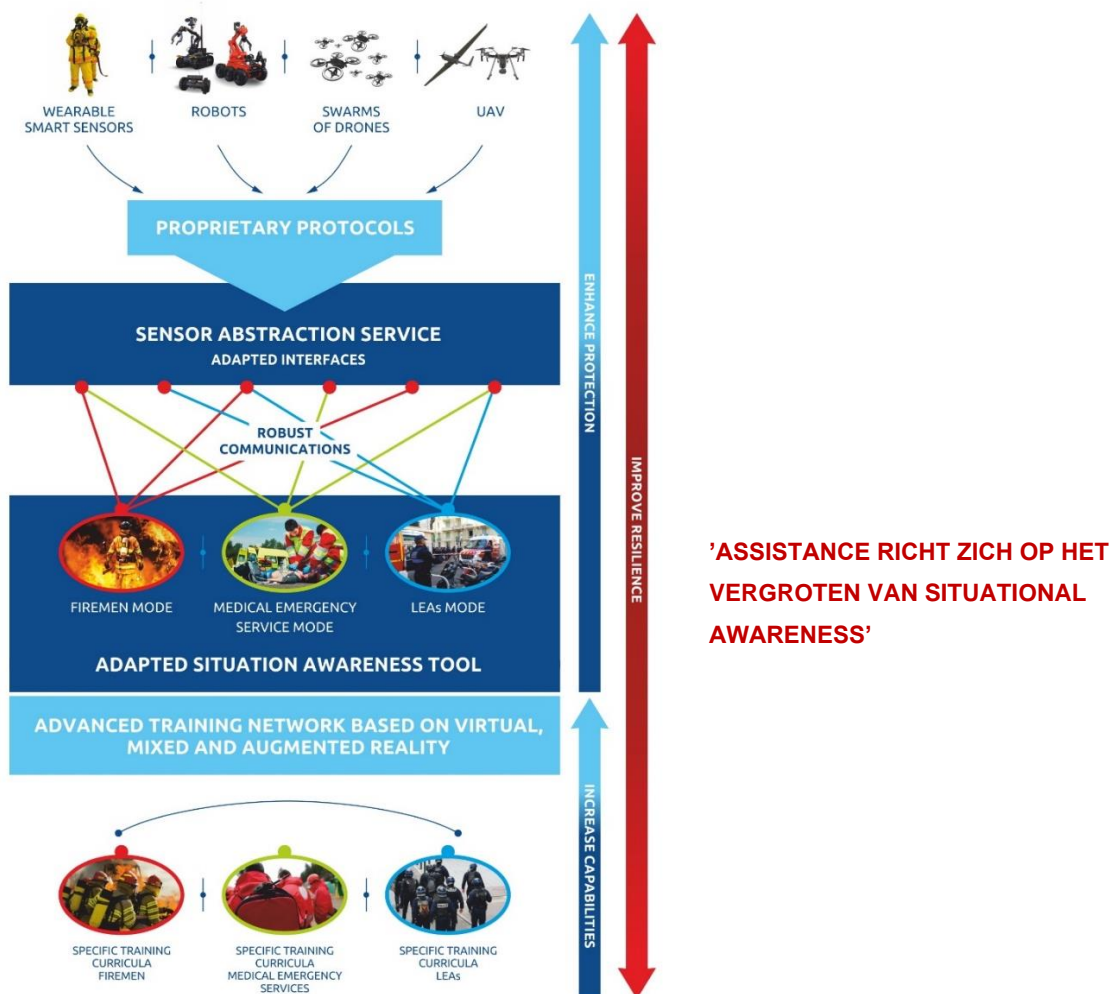 WEARABLE
SMART SENSORS
ROBOTS
SWARMS
OF DRONES
UAV
PROPRIETARY PROTOCOLS
SENSOR ABSTRACTION SERVICE
ADAPTED INTERFACES
ROBUST
COMMUNICATIONS
FIREMEN MODE
MEDICAL EMERGENCY
SERVICE MODE
LEAs MODE
ADAPTED SITUATION AWARENESS TOOL
ADVANCED TRAINING NETWORK BASED ON VIRTUAL,
MIXED AND AUGMENTED REALITY
SPECIFIC TRAINING
CURRICULA
FIREMEN
SPECIFIC TRAINING
CURRICULA
MEDICAL EMERGENCY
SERVICES
SPECIFIC TRAINING
CURRICULA
LEAs
ENHANCE PROTECTION
INCREASE CAPABILITIES
IMPROVE RESILIENCE
’ASSISTANCE RICHT ZICH OP HET
VERGROTEN VAN SITUATIONAL
AWARENESS’